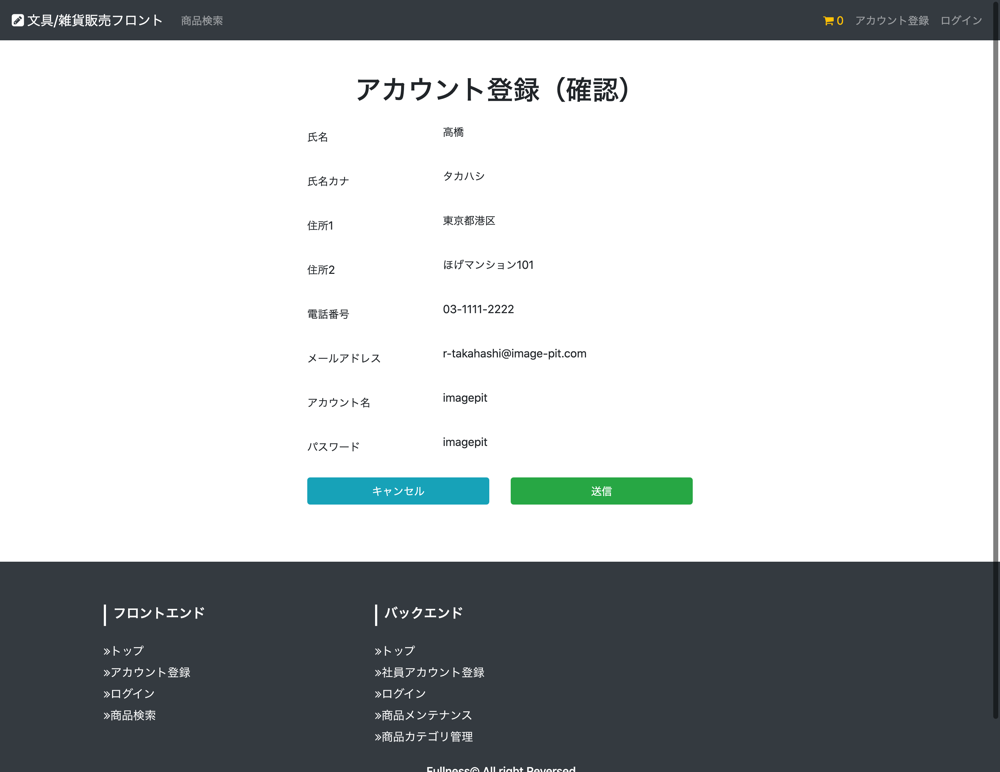 文具/雑貨販売フロント 商品検索 0 アカウント登録 ログイン
アカウント登録（確認）
氏名 高橋
氏名カナ タカハシ
住所1 東京都港区
住所2 ほげマンション101
電話番号 03-1111-2222
メールアドレス r-takahashi@image-pit.com
アカウント名 imagepit
パスワード imagepit
キャンセル 送信
フロントエンド
»トップ
»アカウント登録
»ログイン
»商品検索
バックエンド
»トップ
»社員アカウント登録
»ログイン
»商品メンテナンス
»商品カテゴリ管理
Fullness© All right Reversed